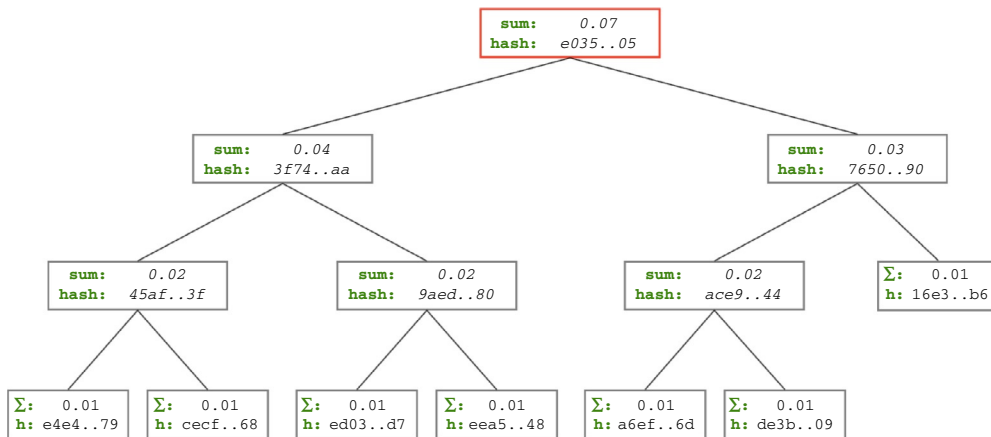 sum: 0.07
hash: e035..05
sum: 0.04
hash: 3f74..aa
sum: 0.03
hash: 7650..90
sum: 0.02
hash: 45af..3f
sum: 0.02
hash: 9aed..80
sum: 0.02
hash: ace9..44
Σ: 0.01
h: 16e3..b6
Σ: 0.01
h: e4e4..79
Σ: 0.01
h: cecf..68
Σ: 0.01
h: ed03..d7
Σ: 0.01
h: eea5..48
Σ: 0.01
h: a6ef..6d
Σ: 0.01
h: de3b..09